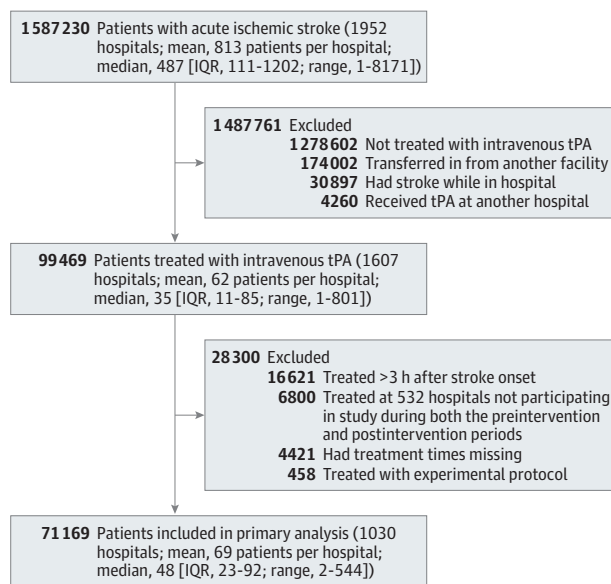 1587230 Patients with acute ischemic stroke (1952
hospitals; mean, 813 patients per hospital;
median, 487 [IQR, 111-1202; range, 1-8171])
1487761 Excluded
1278602 Not treated with intravenous tPA
174002 Transferred in from another facility
30897 Had stroke while in hospital
4260 Received tPA at another hospital
99469 Patients treated with intravenous tPA (1607
hospitals; mean, 62 patients per hospital;
median, 35 [IQR, 11-85; range, 1-801])
28300 Excluded
16621 Treated >3 h after stroke onset
6800 Treated at 532 hospitals not participating
in study during both the preintervention
and postintervention periods
4421 Had treatment times missing
458 Treated with experimental protocol
71169 Patients included in primary analysis (1030
hospitals; mean, 69 patients per hospital;
median, 48 [IQR, 23-92; range, 2-544])